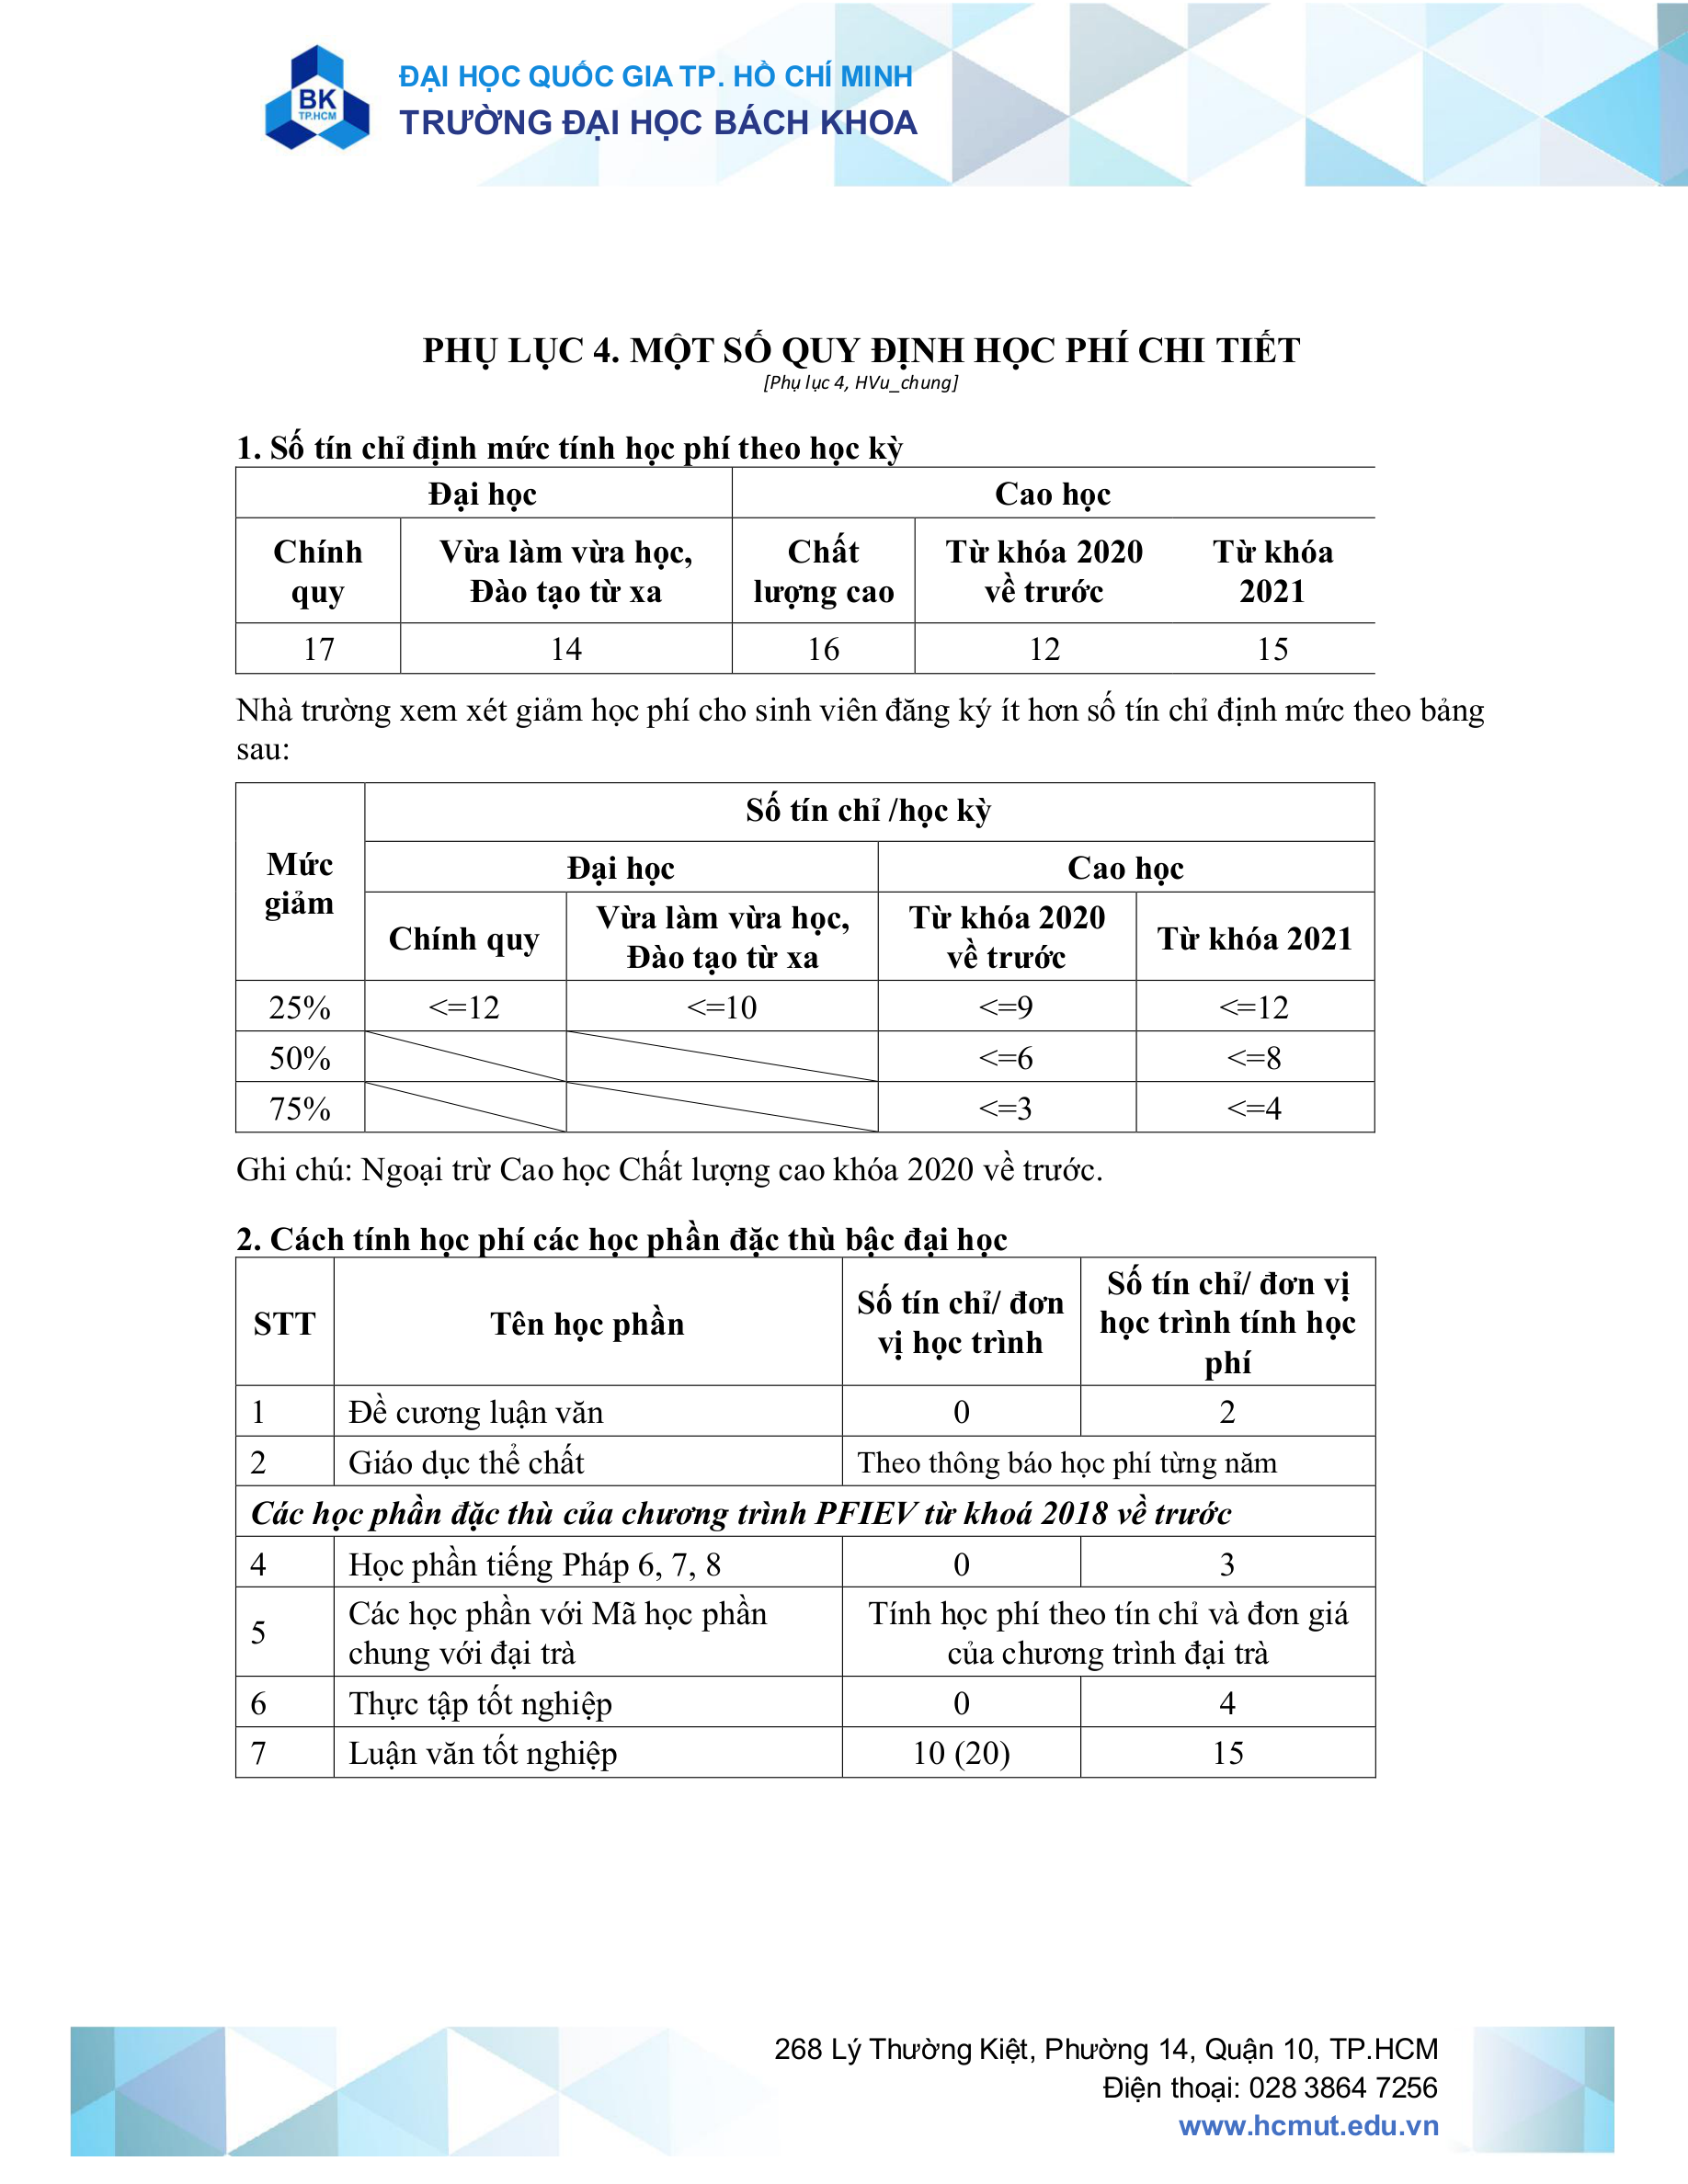 BK
TP.HCM
ĐẠI HỌC QUỐC GIA TP. HỒ CHÍ MINH
TRƯỜNG ĐẠI HỌC BÁCH KHOA
PHỤ LỤC 4. MỘT SỐ QUY ĐỊNH HỌC PHÍ CHI TIẾT
[Phụ lục 4, HVu_chung]
1. Số tín chỉ định mức tính học phí theo học kỳ
Đại học Cao học
Chính Vừa làm vừa học, Chất Từ khóa 2020 Từ khóa
quy Đào tạo từ xa lượng cao về trước 2021
17 14 16 12 15
Nhà trường xem xét giảm học phí cho sinh viên đăng ký ít hơn số tín chỉ định mức theo bảng
sau:
Số tín chỉ /học kỳ
Mức
giảm
Đại học Cao học
Chính quy Vừa làm vừa học, Từ khóa 2020 Từ khóa 2021
Đào tạo từ xa về trước
25% <=12 <=10 <=9 <=12
50% <=6 <=8
75% <=3 <=4
Ghi chú: Ngoại trừ Cao học Chất lượng cao khóa 2020 về trước.
2. Cách tính học phí các học phần đặc thù bậc đại học
STT Tên học phần Số tín chỉ/ đơn Số tín chỉ/ đơn vị
vị học trình học trình tính học
phí
1 Đề cương luận văn 0 2
2 Giáo dục thể chất Theo thông báo học phí từng năm
Các học phần đặc thù của chương trình PFIEV từ khoá 2018 về trước
4 Học phần tiếng Pháp 6, 7, 8 0 3
5 Các học phần với Mã học phần Tính học phí theo tín chỉ và đơn giá
chung với đại trà của chương trình đại trà
6 Thực tập tốt nghiệp 0 4
7 Luận văn tốt nghiệp 10 (20) 15
268 Lý Thường Kiệt, Phường 14, Quận 10, TP.HCM
Điện thoại: 028 3864 7256
www.hcmut.edu.vn